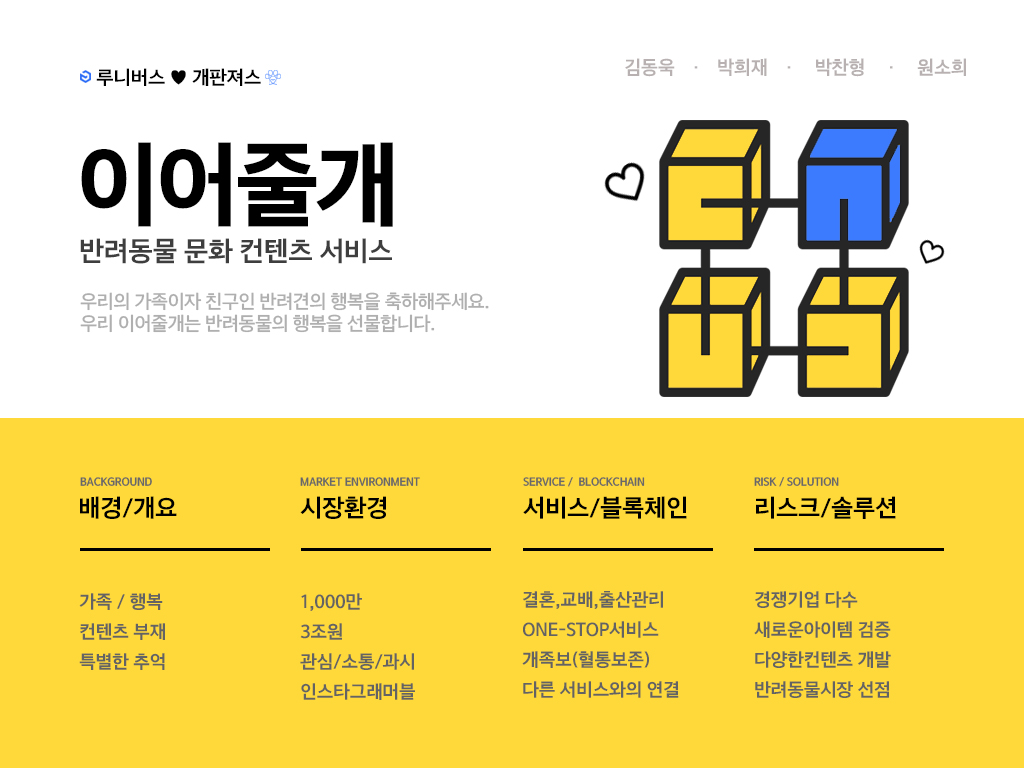 루니버스 ♥ 개판져스
김동욱 · 박희재 · 박찬형 · 원소희
이어줄개
반려동물 문화 컨텐츠 서비스
우리의 가족이자 친구인 반려견의 행복을 축하해주세요.
우리 이어줄개는 반려동물의 행복을 선물합니다.
BACKGROUND
배경/개요
가족 / 행복
컨텐츠 부재
특별한 추억
MARKET ENVIRONMENT
시장환경
1,000만
3조원
관심/소통/과시
인스타그래머블
SERVICE / BLOCKCHAIN
서비스/블록체인
결혼,교배,출산관리
ONE-STOP서비스
개족보(혈통보존)
다른 서비스와의 연결
RISK / SOLUTION
리스크/솔루션
경쟁기업 다수
새로운아이템 검증
다양한컨텐츠 개발
반려동물시장 선점